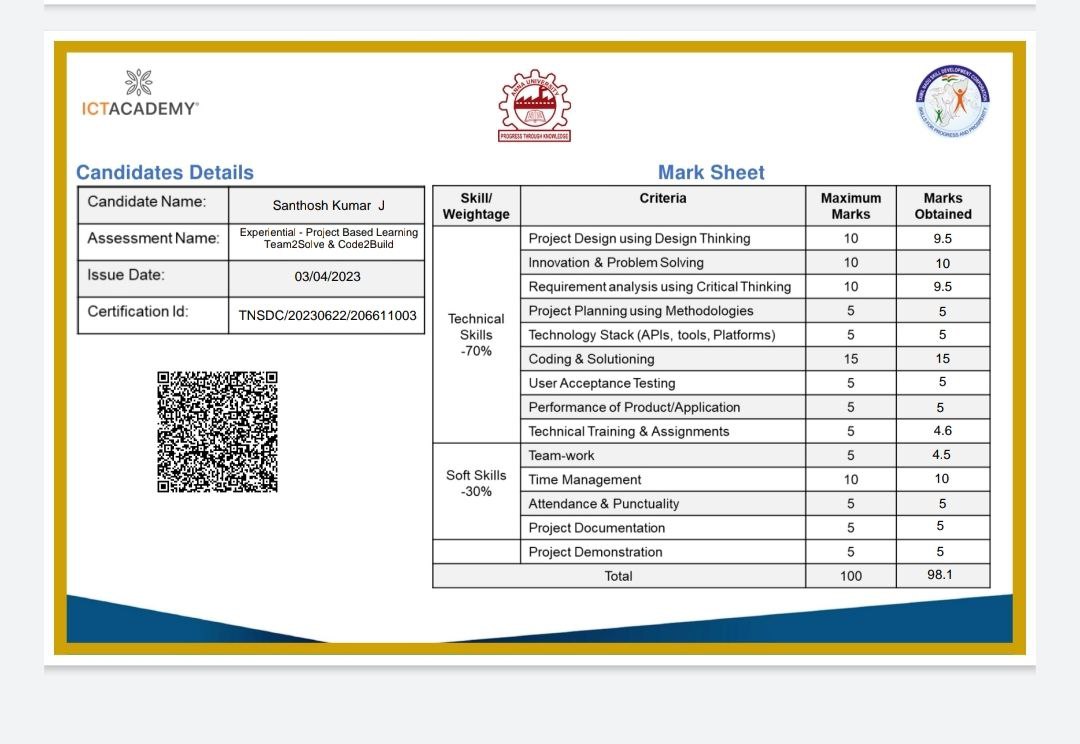 ICTACADEMY
ANNA UNIVERSITY
PROGRESS THROUGH KNOWLEDGE
TAMIL NADU SKILL DEVELOPMENT CORPORATION
SKILLS FOR PROGRESS AND PROSPERITY
Candidates Details
Candidate Name: Santhosh Kumar J
Assessment Name: Experiential - Project Based Learning
Team2Solve & Code2Build
Issue Date: 03/04/2023
Certification Id: TNSDC/20230622/206611003
Mark Sheet
Skill/ Weightage Criteria Maximum Marks Marks Obtained
Technical Skills -70%
Project Design using Design Thinking 10 9.5
Innovation & Problem Solving 10 10
Requirement analysis using Critical Thinking 10 9.5
Project Planning using Methodologies 5 5
Technology Stack (APIs, tools, Platforms) 5 5
Coding & Solutioning 15 15
User Acceptance Testing 5 5
Performance of Product/Application 5 5
Technical Training & Assignments 5 4.6
Soft Skills -30%
Team-work 5 4.5
Time Management 10 10
Attendance & Punctuality 5 5
Project Documentation 5 5
Project Demonstration 5 5
Total 100 98.1